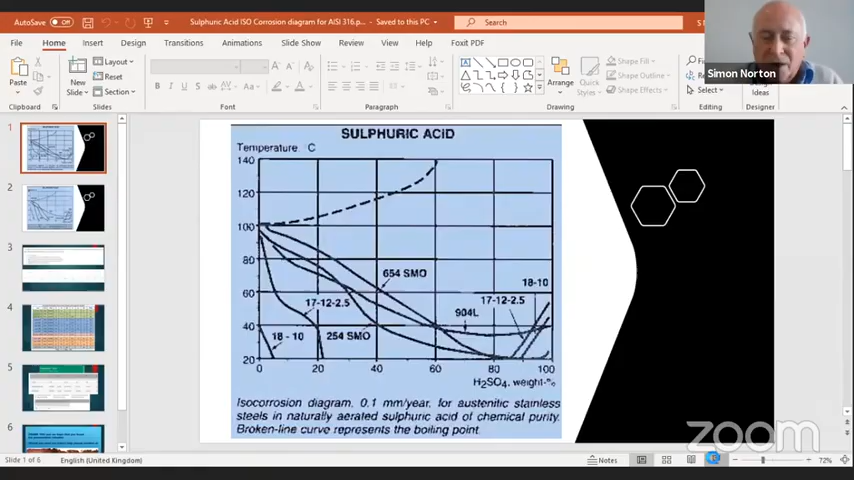 AutoSave Off
Sulphuric Acid ISO Corrosion diagram for AISI 316.p... - Saved to this PC
Search
S
File Home Insert Design Transitions Animations Slide Show Review View Help Foxit PDF
Paste
New
Slide
Layout
Reset
Section
B I U S
Arrange
Quick
Styles
Shape Fill
Shape Outline
Shape Effects
Select
Ideas
Clipboard
Slides
Font
Paragraph
Drawing
Editing
Designer
Simon Norton
1
2
3
4
5
6
SULPHURIC ACID
Temperature °C
140
120
100
80
60
40
20
654 SMO
18-10
17-12-2.5
17-12-2.5
904L
18 - 10
254 SMO
0 20 40 60 80 100
H₂SO₄, weight-%
Isocorrosion diagram, 0.1 mm/year, for austenitic stainless
steels in naturally aerated sulphuric acid of chemical purity.
Broken-line curve represents the boiling point.
zoom
Slide 1 of 6
English (United Kingdom)
Notes
72%